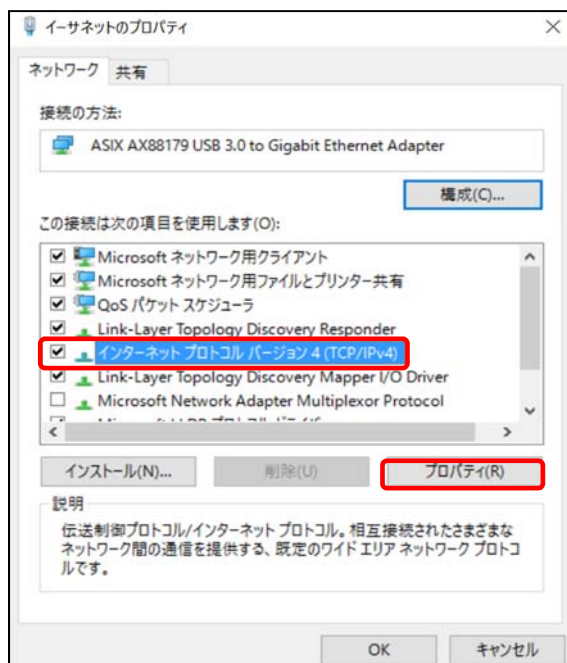 イーサネットのプロパティ
ネットワーク 共有
接続の方法:
ASIX AX88179 USB 3.0 to Gigabit Ethernet Adapter
構成(C)...
この接続は次の項目を使用します(O):
Microsoft ネットワーク用クライアント
Microsoft ネットワーク用ファイルとプリンター共有
QoS パケット スケジューラ
Link-Layer Topology Discovery Responder
インターネット プロトコル バージョン 4 (TCP/IPv4)
Link-Layer Topology Discovery Mapper I/O Driver
Microsoft Network Adapter Multiplexor Protocol
インストール(N)... 削除(U) プロパティ(R)
説明
伝送制御プロトコル/インターネット プロトコル。相互接続されたさまざまな
ネットワーク間の通信を提供する、既定のワイド エリア ネットワーク プロトコ
ルです。
OK キャンセル